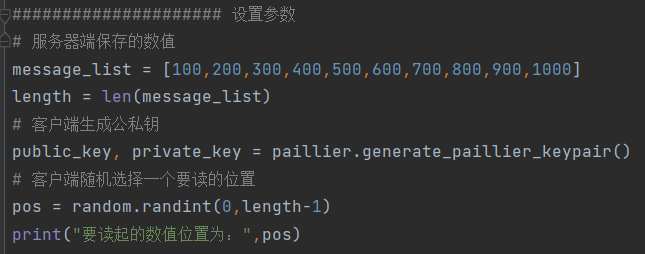 ##################### 设置参数
# 服务器端保存的数值
message_list = [100,200,300,400,500,600,700,800,900,1000]
length = len(message_list)
# 客户端生成公私钥
public_key, private_key = paillier.generate_paillier_keypair()
# 客户端随机选择一个要读的位置
pos = random.randint(0,length-1)
print("要读起的数值位置为：",pos)